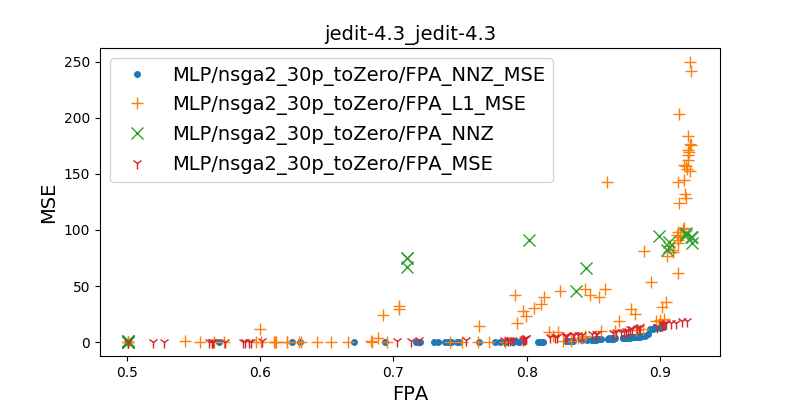 jedit-4.3_jedit-4.3
MLP/nsga2_30p_toZero/FPA_NNZ_MSE
MLP/nsga2_30p_toZero/FPA_L1_MSE
MLP/nsga2_30p_toZero/FPA_NNZ
MLP/nsga2_30p_toZero/FPA_MSE
250
200
150
100
50
0
MSE
0.5 0.6 0.7 0.8 0.9
FPA